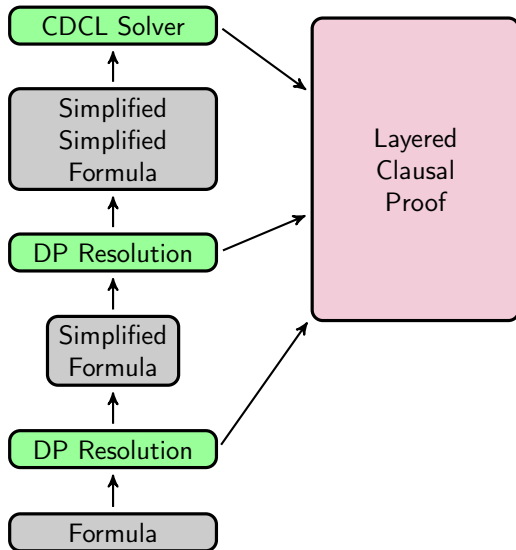 CDCL Solver
Simplified
Simplified
Formula
DP Resolution
Simplified
Formula
DP Resolution
Formula
Layered
Clausal
Proof